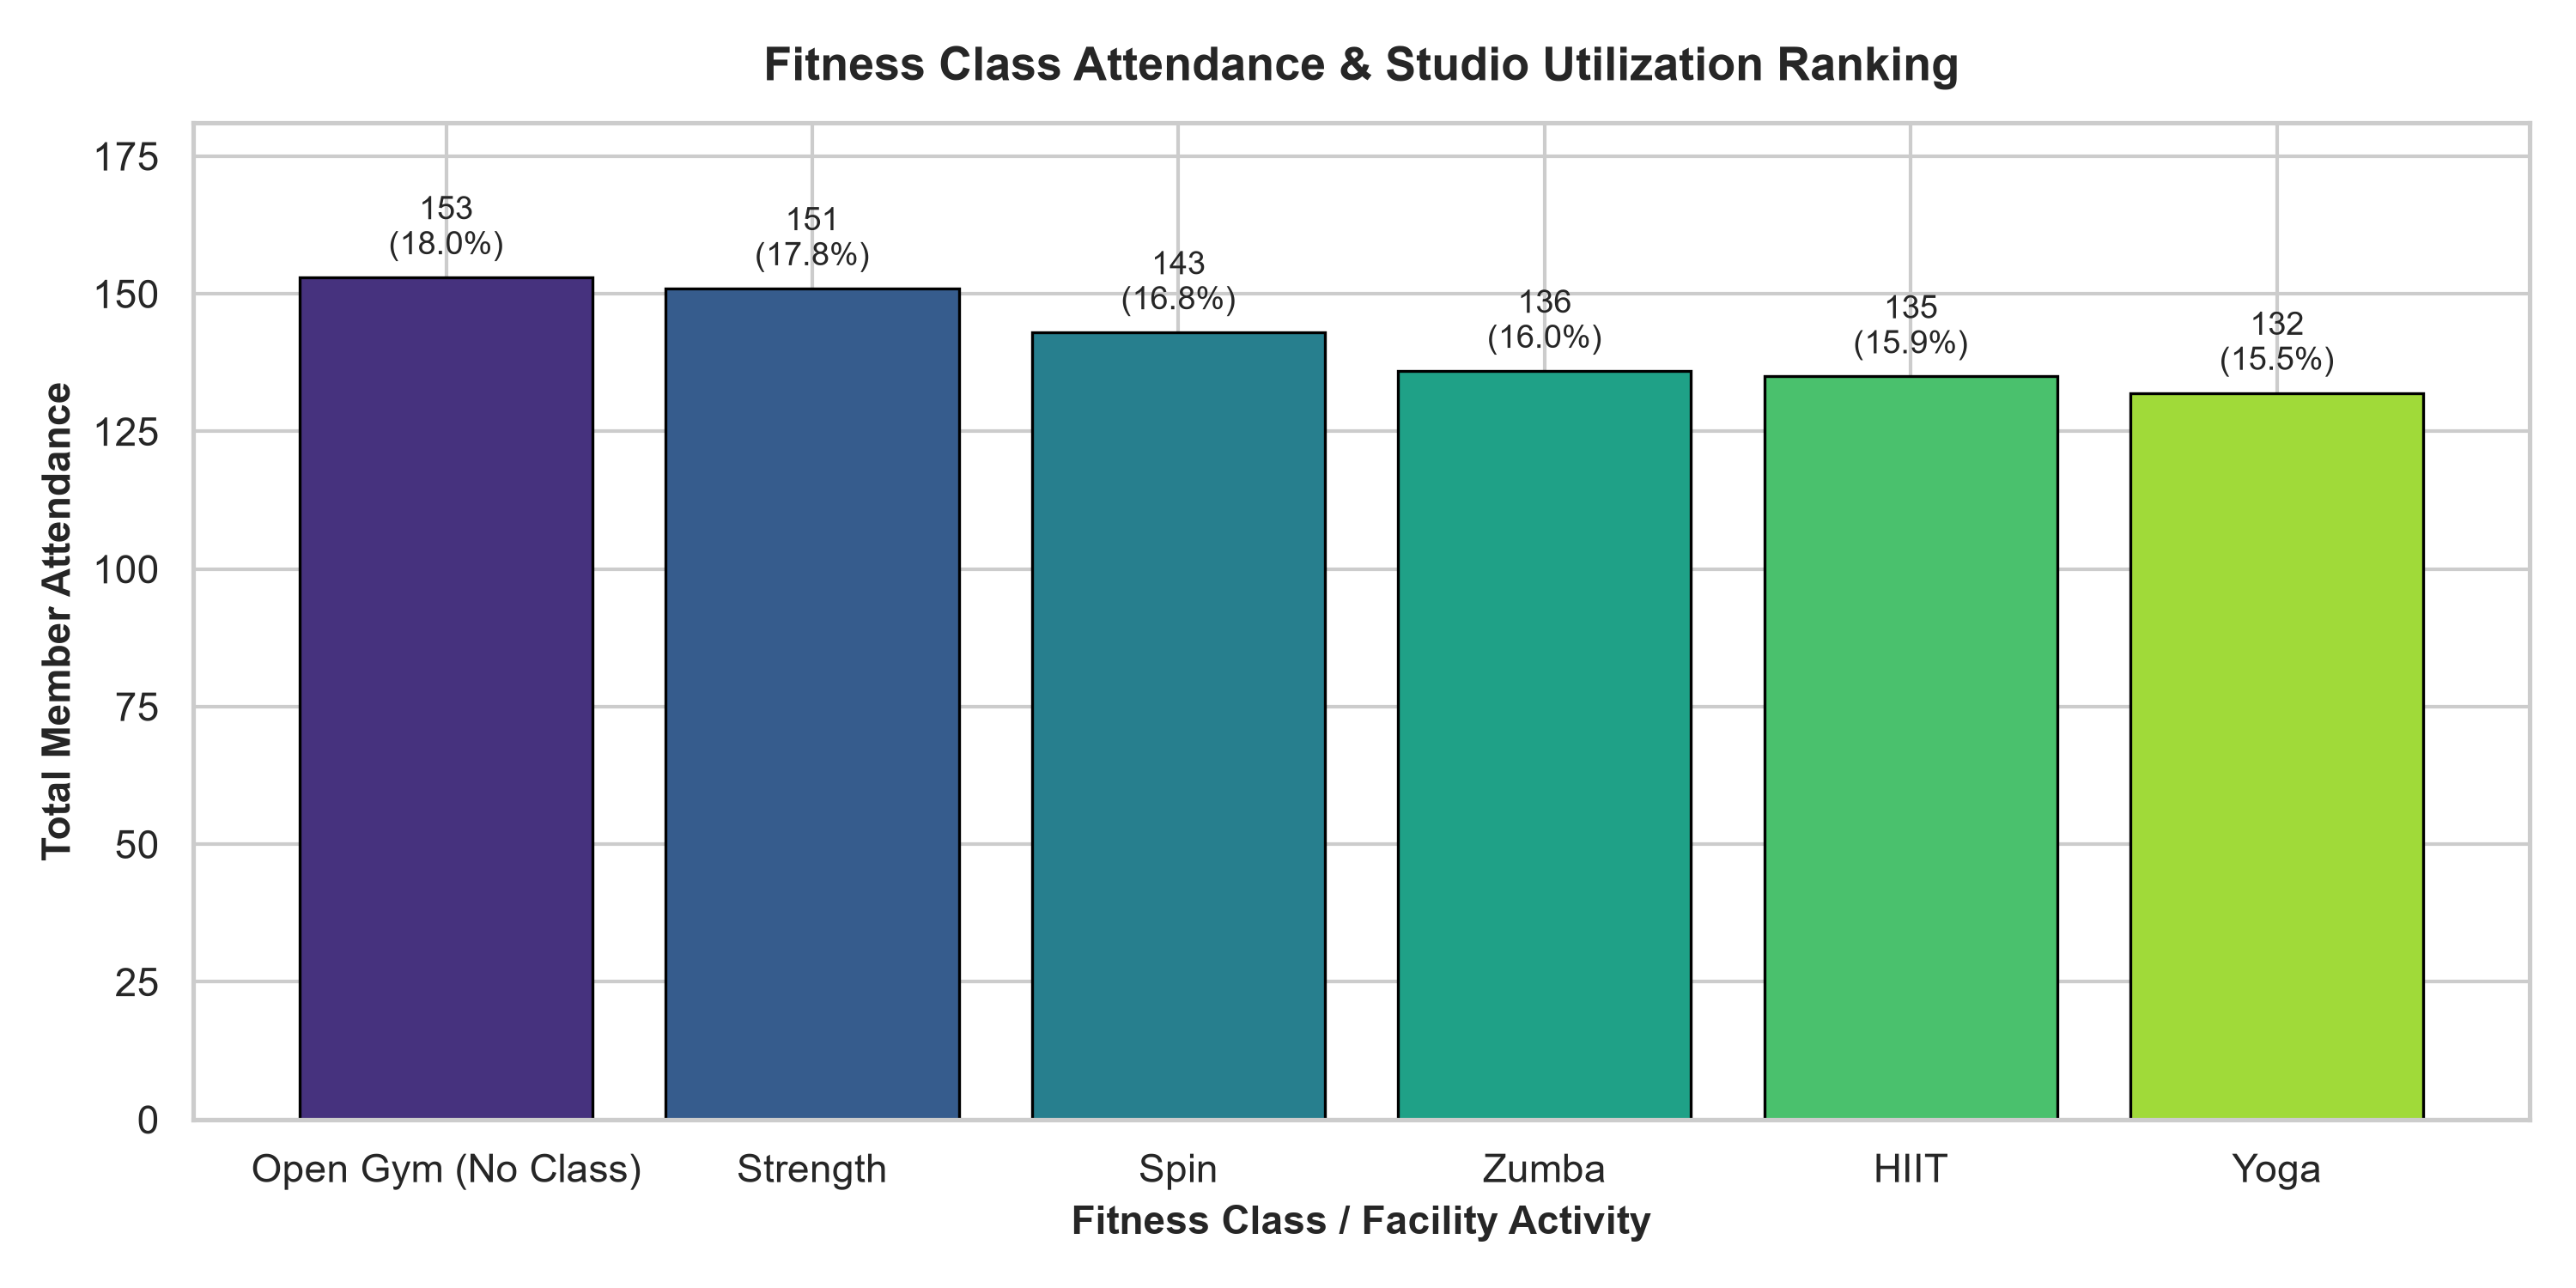 Fitness Class Attendance & Studio Utilization Ranking
Total Member Attendance
175
150
125
100
75
50
25
0
153
(18.0%)
151
(17.8%)
143
(16.8%)
136
(16.0%)
135
(15.9%)
132
(15.5%)
Open Gym (No Class)
Strength
Spin
Zumba
HIIT
Yoga
Fitness Class / Facility Activity